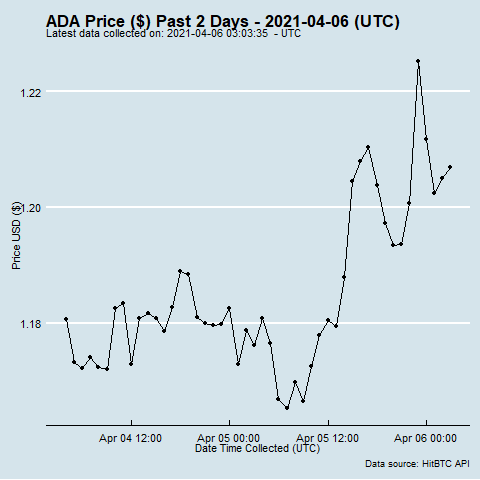 ADA Price ($) Past 2 Days - 2021-04-06 (UTC)
Latest data collected on: 2021-04-06 03:03:35 - UTC
1.22
1.20
1.18
Price USD ($)
Apr 04 12:00
Apr 05 00:00
Apr 05 12:00
Apr 06 00:00
Date Time Collected (UTC)
Data source: HitBTC API